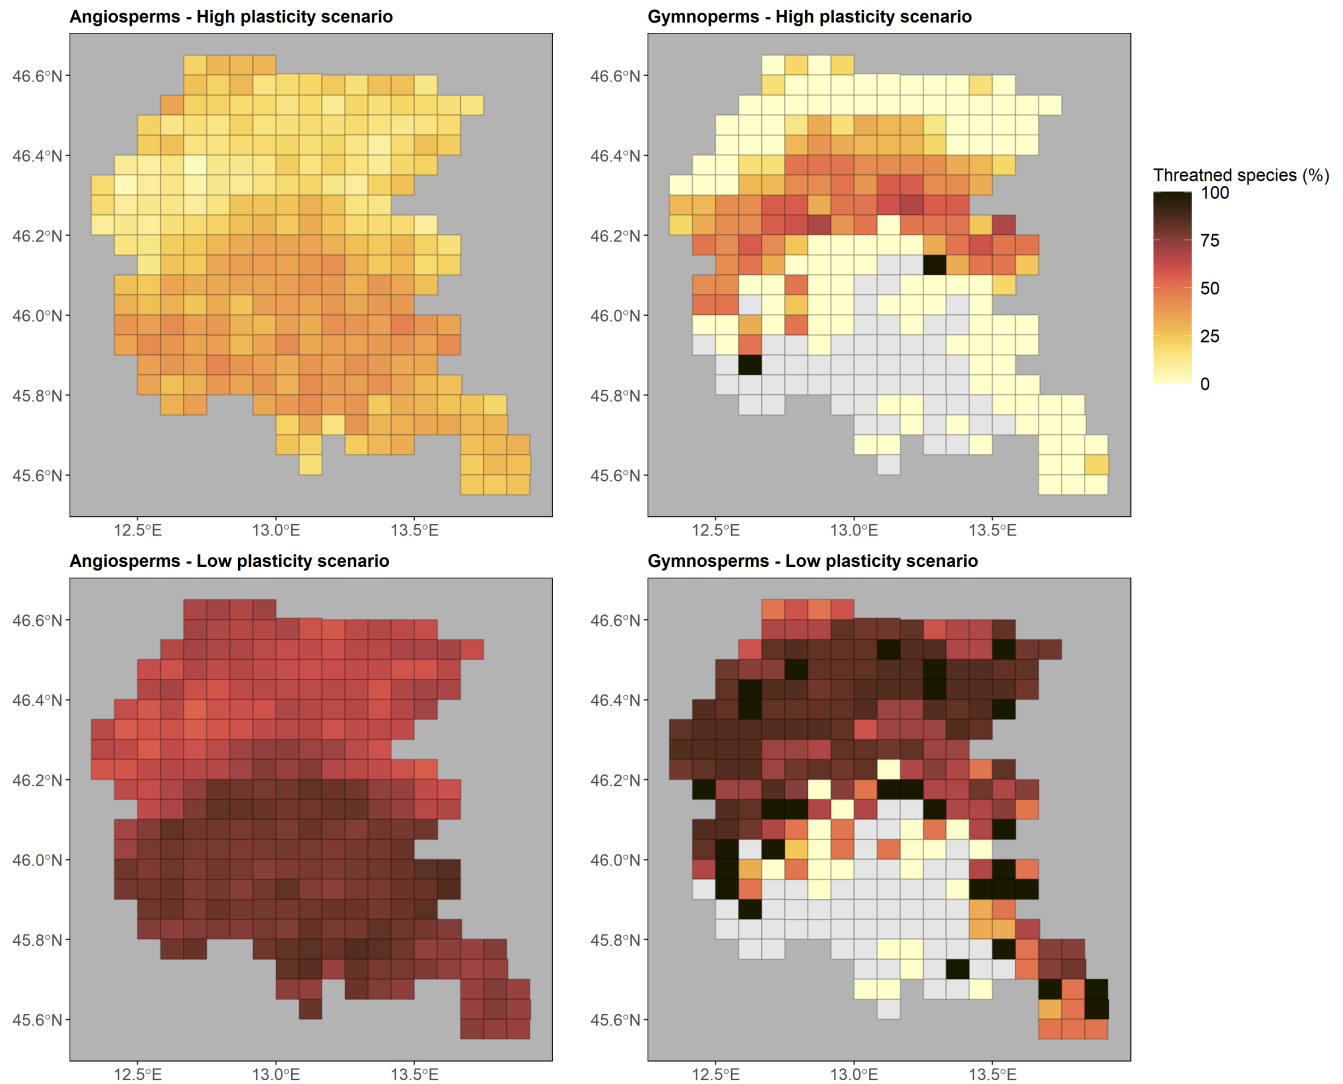 Angiosperms - High plasticity scenario
Gymnoperms - High plasticity scenario
46.6°N
46.4°N
46.2°N
46.0°N
45.8°N
45.6°N
12.5°E
13.0°E
13.5°E
46.6°N
46.4°N
46.2°N
46.0°N
45.8°N
45.6°N
12.5°E
13.0°E
13.5°E
Threatned species (%)
100
75
50
25
0
Angiosperms - Low plasticity scenario
Gymnosperms - Low plasticity scenario
46.6°N
46.4°N
46.2°N
46.0°N
45.8°N
45.6°N
12.5°E
13.0°E
13.5°E
46.6°N
46.4°N
46.2°N
46.0°N
45.8°N
45.6°N
12.5°E
13.0°E
13.5°E